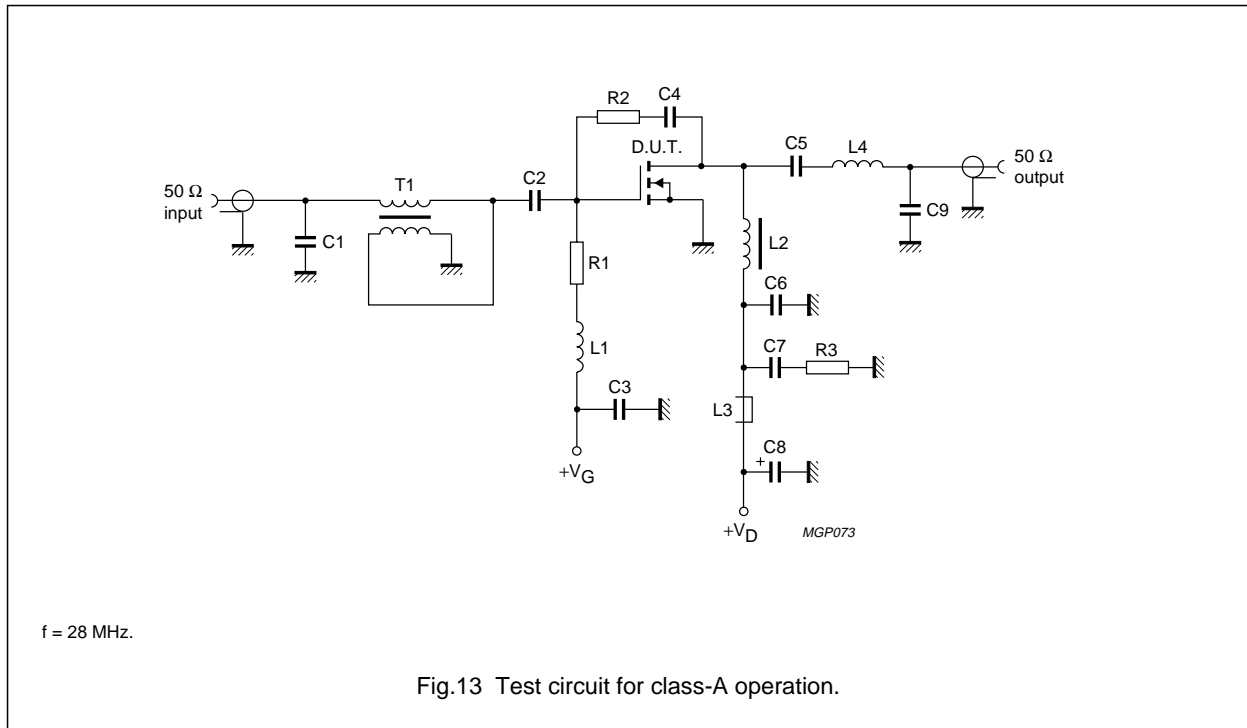 R2
C4
D.U.T.
C5
L4
50 Ω
input
T1
C2
50 Ω
output
C1
C9
L2
R1
C6
L1
C7
R3
C3
L3
C8
+
+VG
+VD
MGP073
f = 28 MHz.
Fig.13 Test circuit for class-A operation.